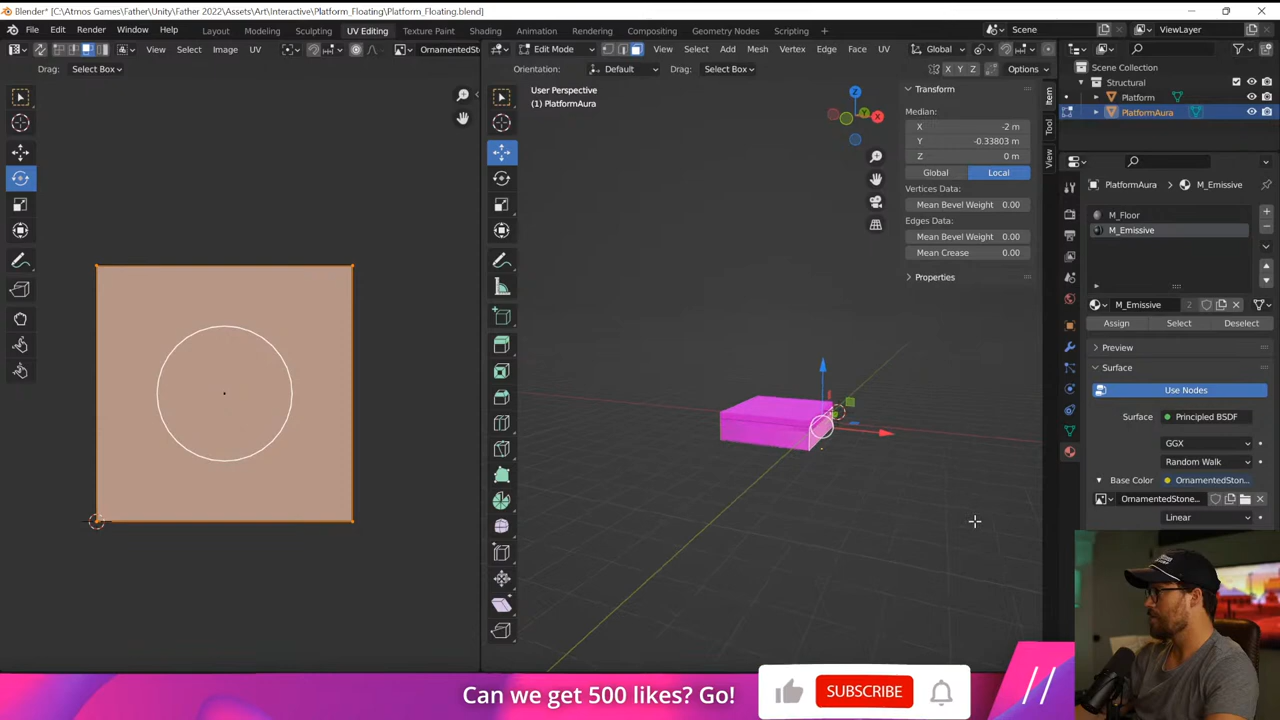 Blender* [C:\Atmos Games\Father\Unity\Father 2022\Assets\Art\Interactive\Platform_Floating\Platform_Floating.blend]
File Edit Render Window Help Layout Modeling Sculpting UV Editing Texture Paint Shading Animation Rendering Compositing Geometry Nodes Scripting Scene ViewLayer
View Select Image UV OrnamentedSto Edit Mode View Select Add Mesh Vertex Edge Face UV Global
Drag: Select Box Orientation: Default Drag: Select Box X Y Z Options
Scene Collection
Structural
Platform
PlatformAura
User Perspective
(1) PlatformAura
Z
X
Transform
Median:
X -2 m
Y -0.33803 m
Z 0 m
Global Local
Vertices Data:
Mean Bevel Weight 0.00
Edges Data:
Mean Bevel Weight 0.00
Mean Crease 0.00
Properties
Item
Tool
View
PlatformAura M_Emissive
M_Floor
M_Emissive
M_Emissive 2
Assign Select Deselect
Preview
Surface
Use Nodes
Surface Principled BSDF
GGX
Random Walk
Base Color OrnamentedSton...
OrnamentedStone...
Linear
Can we get 500 likes? Go!
SUBSCRIBE
//